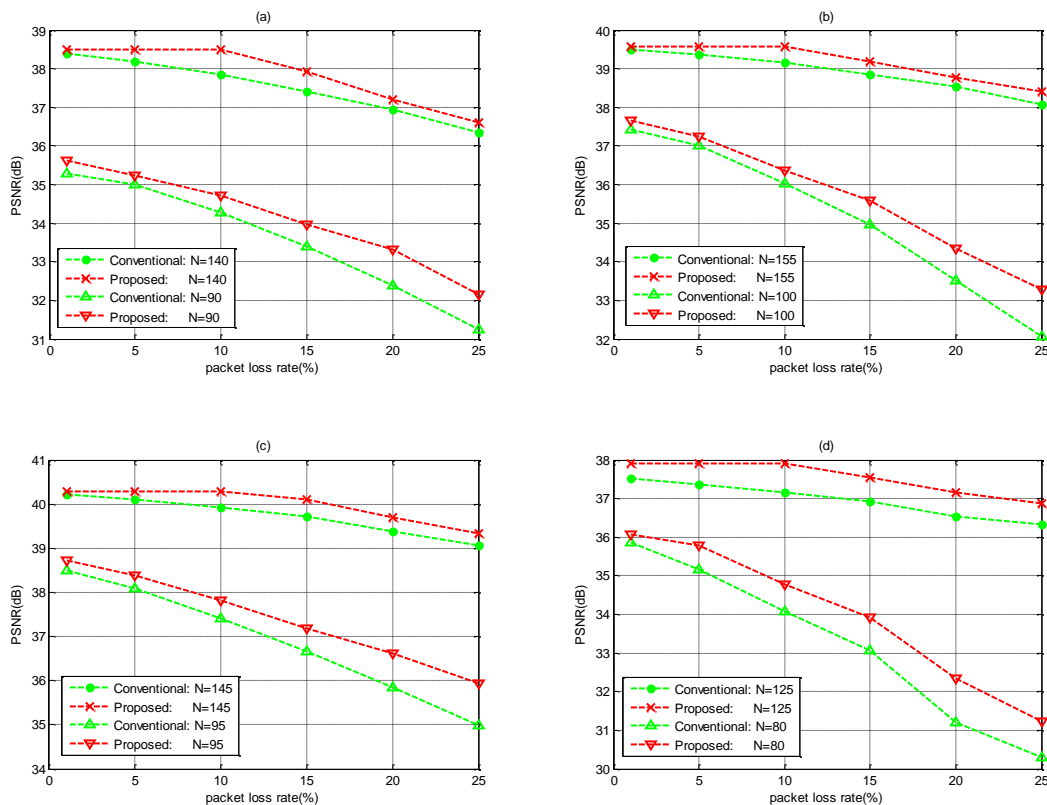 (a)
39
38
37
36
35
34
33
32
31
PSNR(dB)
Conventional: N=140
Proposed: N=140
Conventional: N=90
Proposed: N=90
0 5 10 15 20 25
packet loss rate(%)
(b)
40
39
38
37
36
35
34
33
32
PSNR(dB)
Conventional: N=155
Proposed: N=155
Conventional: N=100
Proposed: N=100
0 5 10 15 20 25
packet loss rate(%)
(c)
41
40
39
38
37
36
35
34
PSNR(dB)
Conventional: N=145
Proposed: N=145
Conventional: N=95
Proposed: N=95
0 5 10 15 20 25
packet loss rate(%)
(d)
38
37
36
35
34
33
32
31
30
PSNR(dB)
Conventional: N=125
Proposed: N=125
Conventional: N=80
Proposed: N=80
0 5 10 15 20 25
packet loss rate(%)